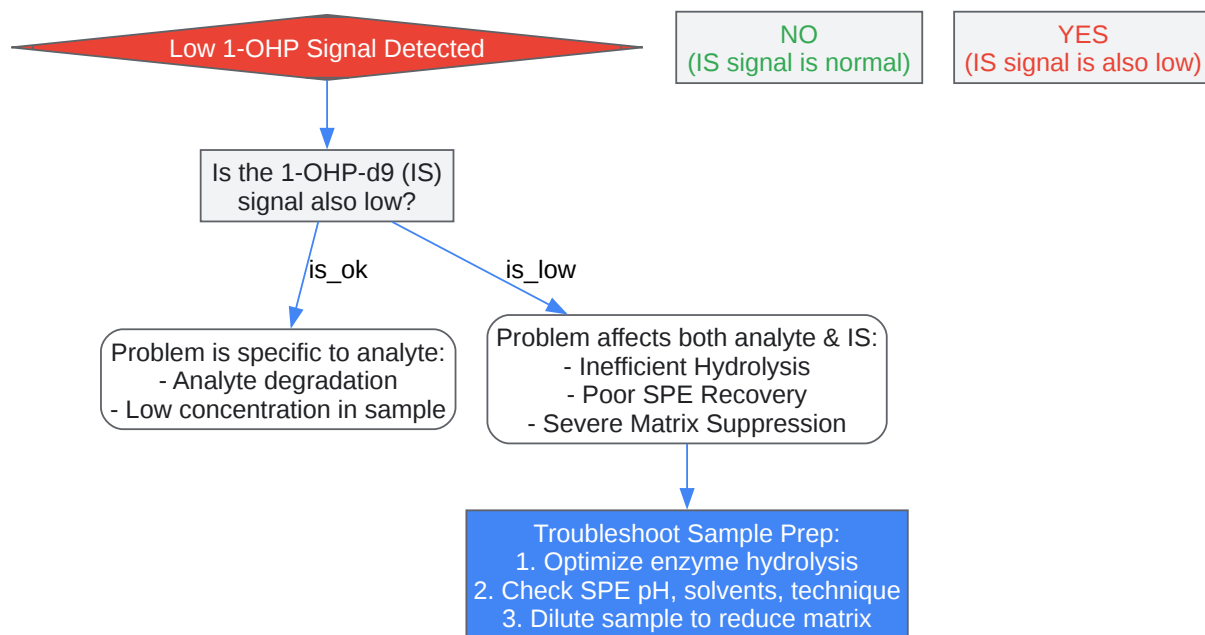 Low 1-OHP Signal Detected
NO
(IS signal is normal)
YES
(IS signal is also low)
Is the 1-OHP-d9 (IS)
signal also low?
is_ok
is_low
Problem is specific to analyte:
- Analyte degradation
- Low concentration in sample
Problem affects both analyte & IS:
- Inefficient Hydrolysis
- Poor SPE Recovery
- Severe Matrix Suppression
Troubleshoot Sample Prep:
1. Optimize enzyme hydrolysis
2. Check SPE pH, solvents, technique
3. Dilute sample to reduce matrix